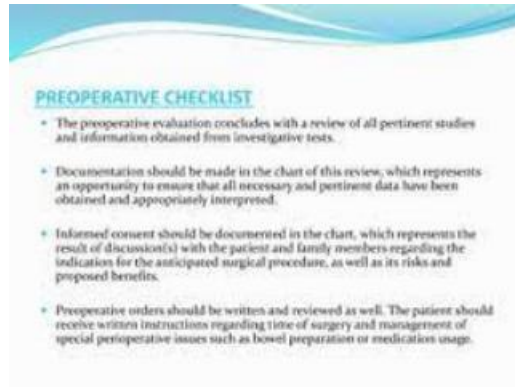 PREOPERATIVE CHECKLIST
• The preoperative evaluation concludes with a review of all pertinent studies
and information obtained from investigative tests.
• Documentation should be made in the chart of this review, which represents
an opportunity to ensure that all necessary and pertinent data have been
obtained and appropriately interpreted.
• Informed consent should be documented in the chart, which represents the
result of discussion(s) with the patient and family members regarding the
indication for the anticipated surgical procedure, as well as its risks and
proposed benefits.
• Preoperative orders should be written and reviewed as well. The patient should
receive written instructions regarding time of surgery and management of
special perioperative issues such as bowel preparation or medication usage.